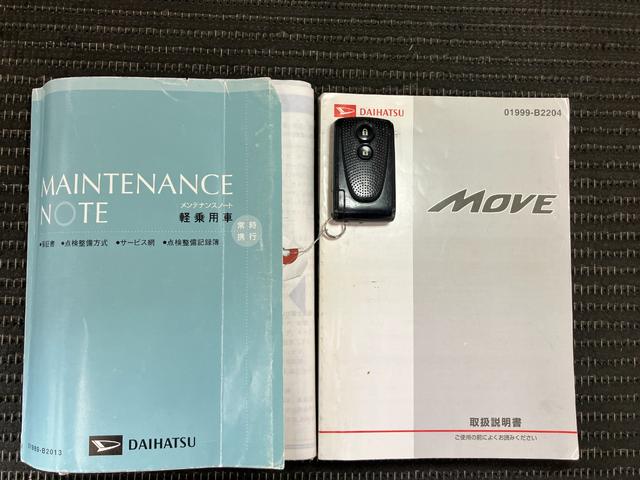 MAINTENANCE
NOTE
メンテナンスノート
軽乗用車
●保証書 ●点検整備方式 ●サービス網 ●点検整備記録簿
常時
携行
01999-B2013
DAIHATSU
DAIHATSU
01999-B2204
MOVE
取扱説明書
ご使用の前によくお読みください